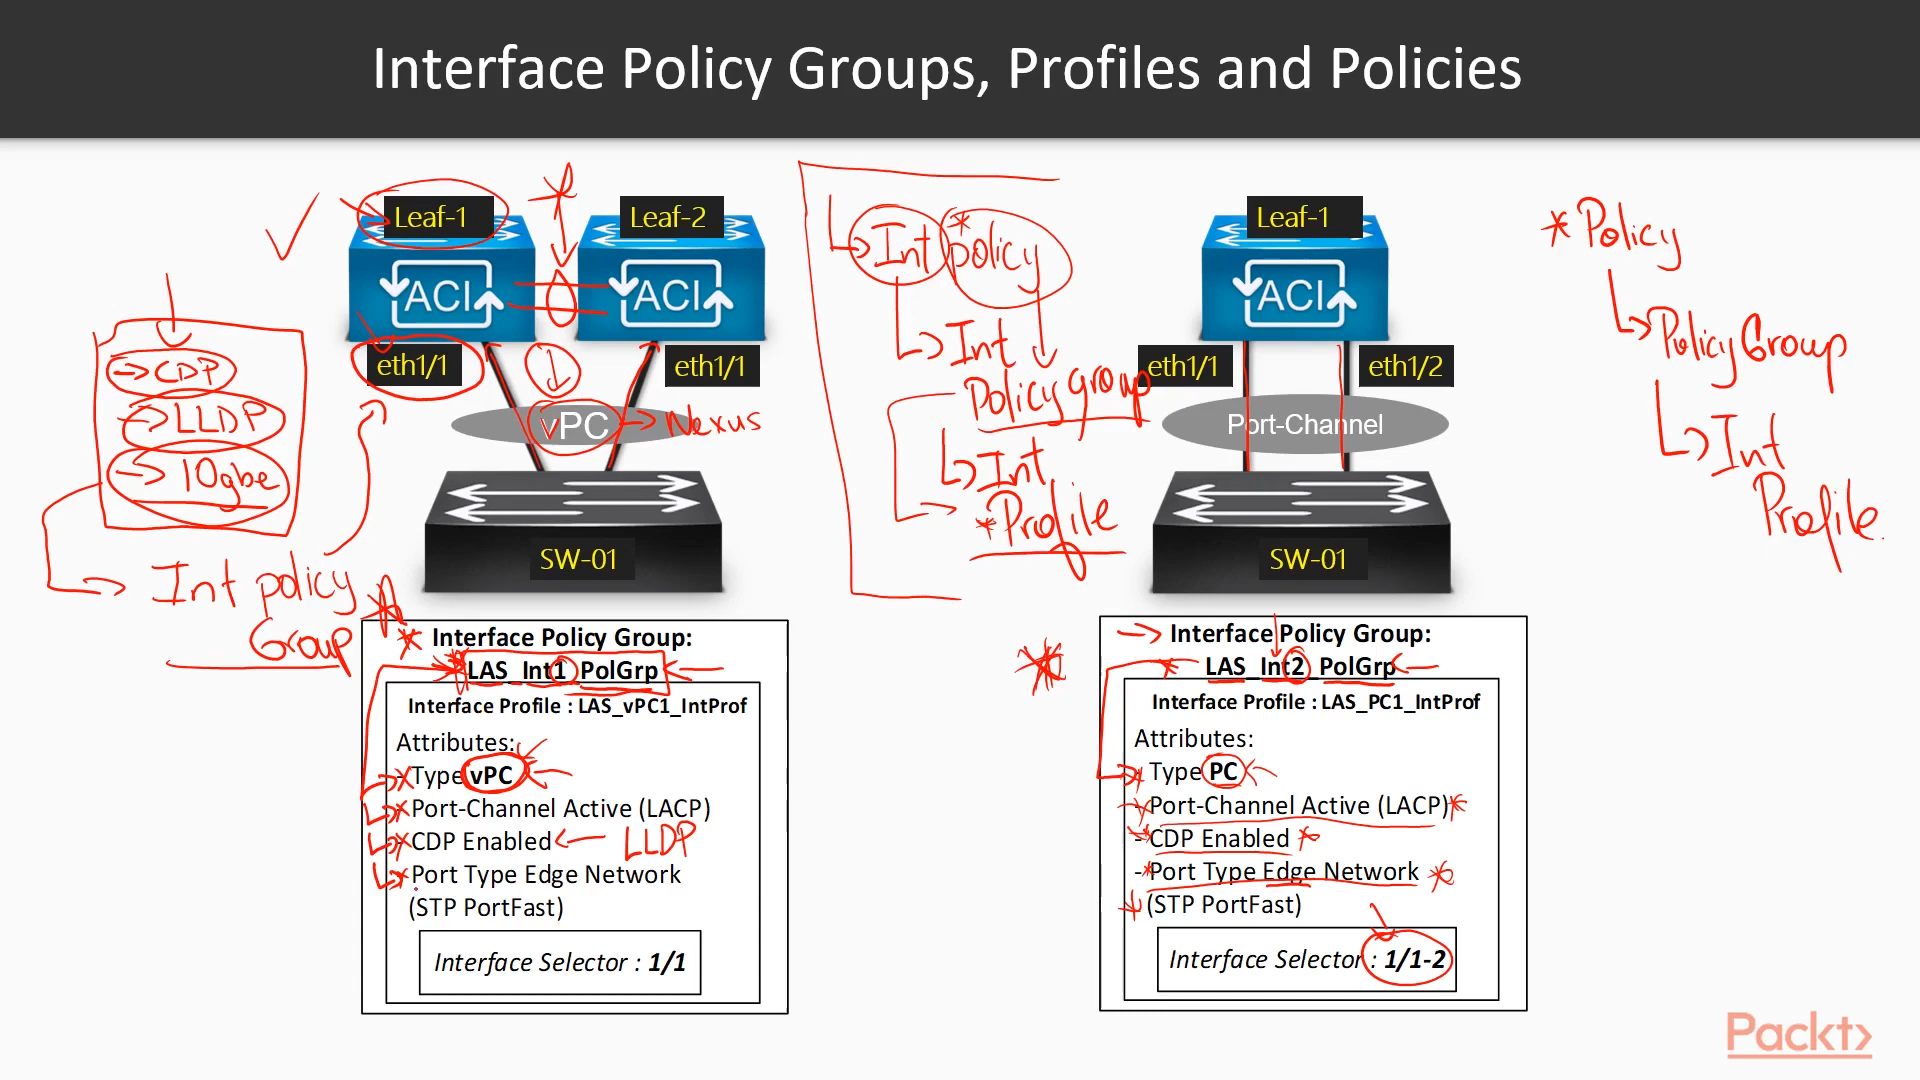 Interface Policy Groups, Profiles and Policies
Leaf-1
Leaf-2
ACI
ACI
eth1/1
eth1/1
vPC
→ Nexus
SW-01
→ CDP
→ LLDP
→ 10gbe
Int policy
Group
* Interface Policy Group:
LAS_Int1_PolGrp
Interface Profile : LAS_vPC1_IntProf
Attributes:
- Type vPC
- Port-Channel Active (LACP)
- CDP Enabled ← LLDP
- Port Type Edge Network
(STP PortFast)
Interface Selector : 1/1
Int *policy
Int
Policy group
Int
*Profile
Leaf-1
ACI
eth1/1
eth1/2
Port-Channel
SW-01
→ Interface Policy Group:
LAS_Int2_PolGrp
Interface Profile : LAS_PC1_IntProf
Attributes:
- Type PC
- Port-Channel Active (LACP)
- CDP Enabled
- Port Type Edge Network
(STP PortFast)
Interface Selector : 1/1-2
* Policy
Policy Group
Int
Profile
Packt>